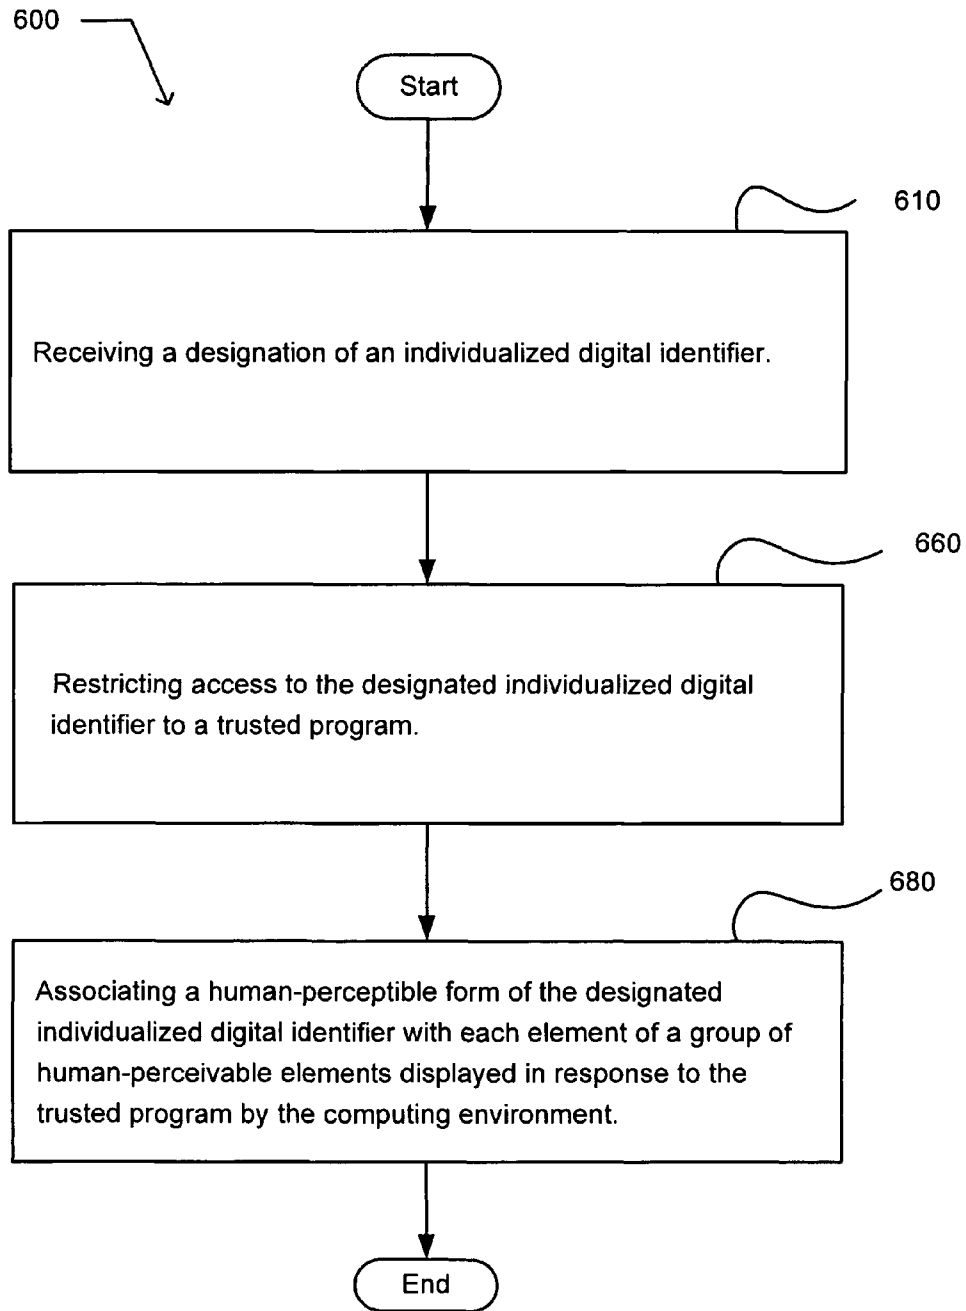 600
Start
610
Receiving a designation of an individualized digital identifier.
660
Restricting access to the designated individualized digital
identifier to a trusted program.
680
Associating a human-perceptible form of the designated
individualized digital identifier with each element of a group of
human-perceivable elements displayed in response to the
trusted program by the computing environment.
End